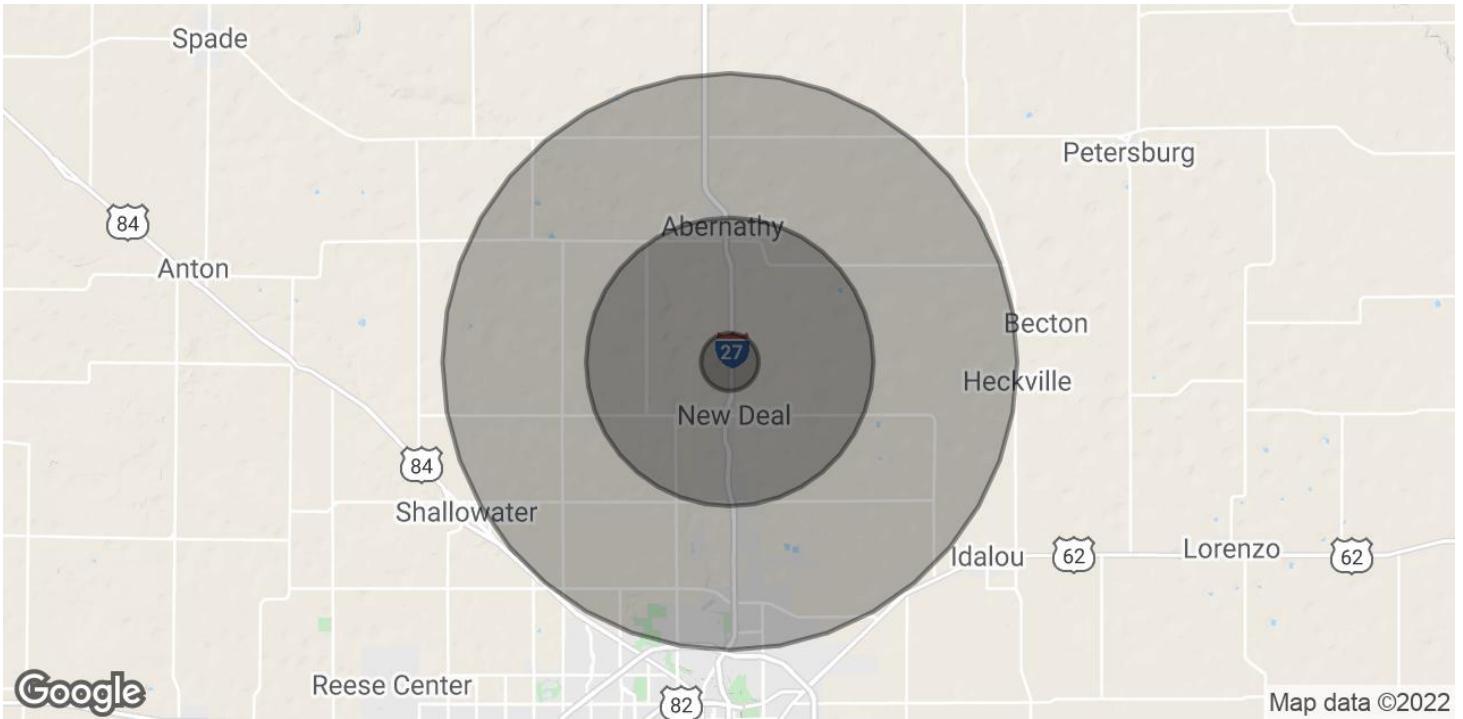 Spade
Petersburg
84
Abernathy
Anton
Becton
27
Heckville
New Deal
84
Shallowater
Idalou
62
Lorenzo
62
Reese Center
82
Google
Map data ©2022